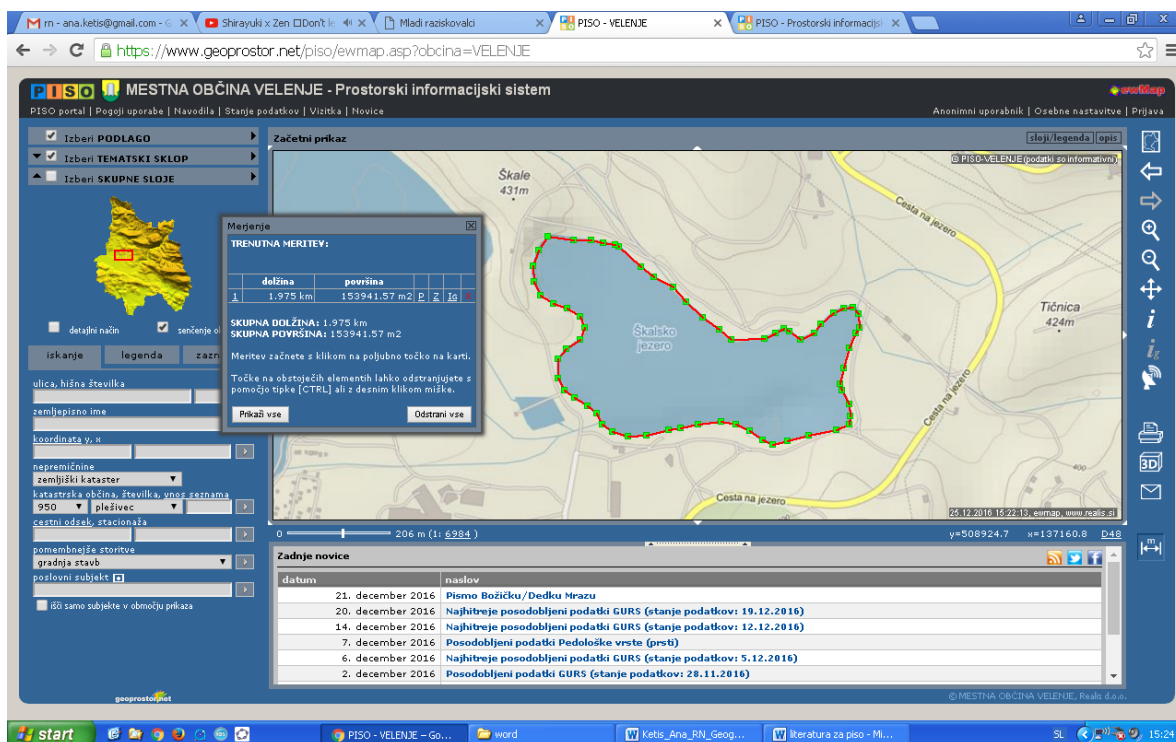 rn - ana.ketis@gmail.com - G
Shirayuki x Zen Don't le
Mladi raziskovalci
PISO - VELENJE
PISO - Prostorski informacijs
https://www.geoprostor.net/piso/ewmap.asp?obcina=VELENJE
PISO MESTNA OBČINA VELENJE - Prostorski informacijski sistem
ewMap
PISO portal | Pogoji uporabe | Navodila | Stanje podatkov | Vizitka | Novice
Anonimni uporabnik | Osebne nastavitve | Prijava
Izberi PODLAGO
Izberi TEMATSKI SKLOP
Izberi SKUPNE SLOJE
Začetni prikaz
sloji/legenda opis
© PISO-VELENJE (podatki so informativni)
Škale
431m
Cesta na jezero
Merjenje
TRENUTNA MERITEV:
dolžina površina
1 1.975 km 153941.57 m2 P Z Ig
SKUPNA DOLŽINA: 1.975 km
SKUPNA POVRŠINA: 153941.57 m2
Meritev začnete s klikom na poljubno točko na karti.
Točke na obstoječih elementih lahko odstranjujete s
pomočjo tipke [CTRL] ali z desnim klikom miške.
Prikaži vse
Odstrani vse
Škalsko
jezero
Tičnica
424m
Cesta na jezero
400
Cesta na jezero
25.12.2016 15:22:13, ewmap, www.realis.si
detajlni način
senčenje
iskanje
legenda
zazn
ulica, hišna številka
zemljepisno ime
koordinata y, x
nepremičnine
zemljiški kataster
katastrska občina, številka, vnos seznama
950 plešivec
cestni odsek, stacionaža
pomembnejše storitve
gradnja stavb
poslovni subjekt
išči samo subjekte v območju prikaza
geoprostor.net
0 206 m (1: 6984 )
y=508924.7 x=137160.8 D48
3D
m
Zadnje novice
datum naslov
21. december 2016 Pismo Božičku/Dedku Mrazu
20. december 2016 Najhitreje posodobljeni podatki GURS (stanje podatkov: 19.12.2016)
14. december 2016 Najhitreje posodobljeni podatki GURS (stanje podatkov: 12.12.2016)
7. december 2016 Posodobljeni podatki Pedološke vrste (prsti)
6. december 2016 Najhitreje posodobljeni podatki GURS (stanje podatkov: 5.12.2016)
2. december 2016 Posodobljeni podatki GURS (stanje podatkov: 28.11.2016)
© MESTNA OBČINA VELENJE, Realis d.o.o.
start
PISO - VELENJE – Go...
word
Ketis_Ana_RN_Geog...
literatura za piso - Mi...
SL
15:24